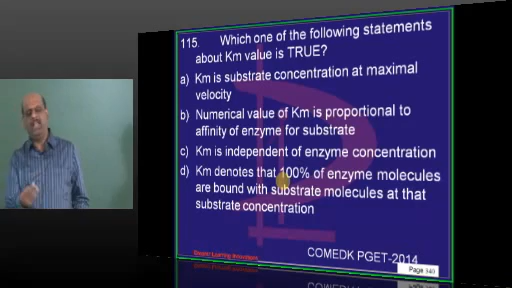 115. Which one of the following statements
about Km value is TRUE?
a) Km is substrate concentration at maximal
velocity
b) Numerical value of Km is proportional to
affinity of enzyme for substrate
c) Km is independent of enzyme concentration
d) Km denotes that 100% of enzyme molecules
are bound with substrate molecules at that
substrate concentration
COMEDK PGET-2014
Page 340